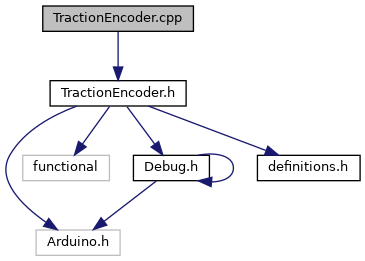 TractionEncoder.cpp
TractionEncoder.h
functional
Debug.h
definitions.h
Arduino.h